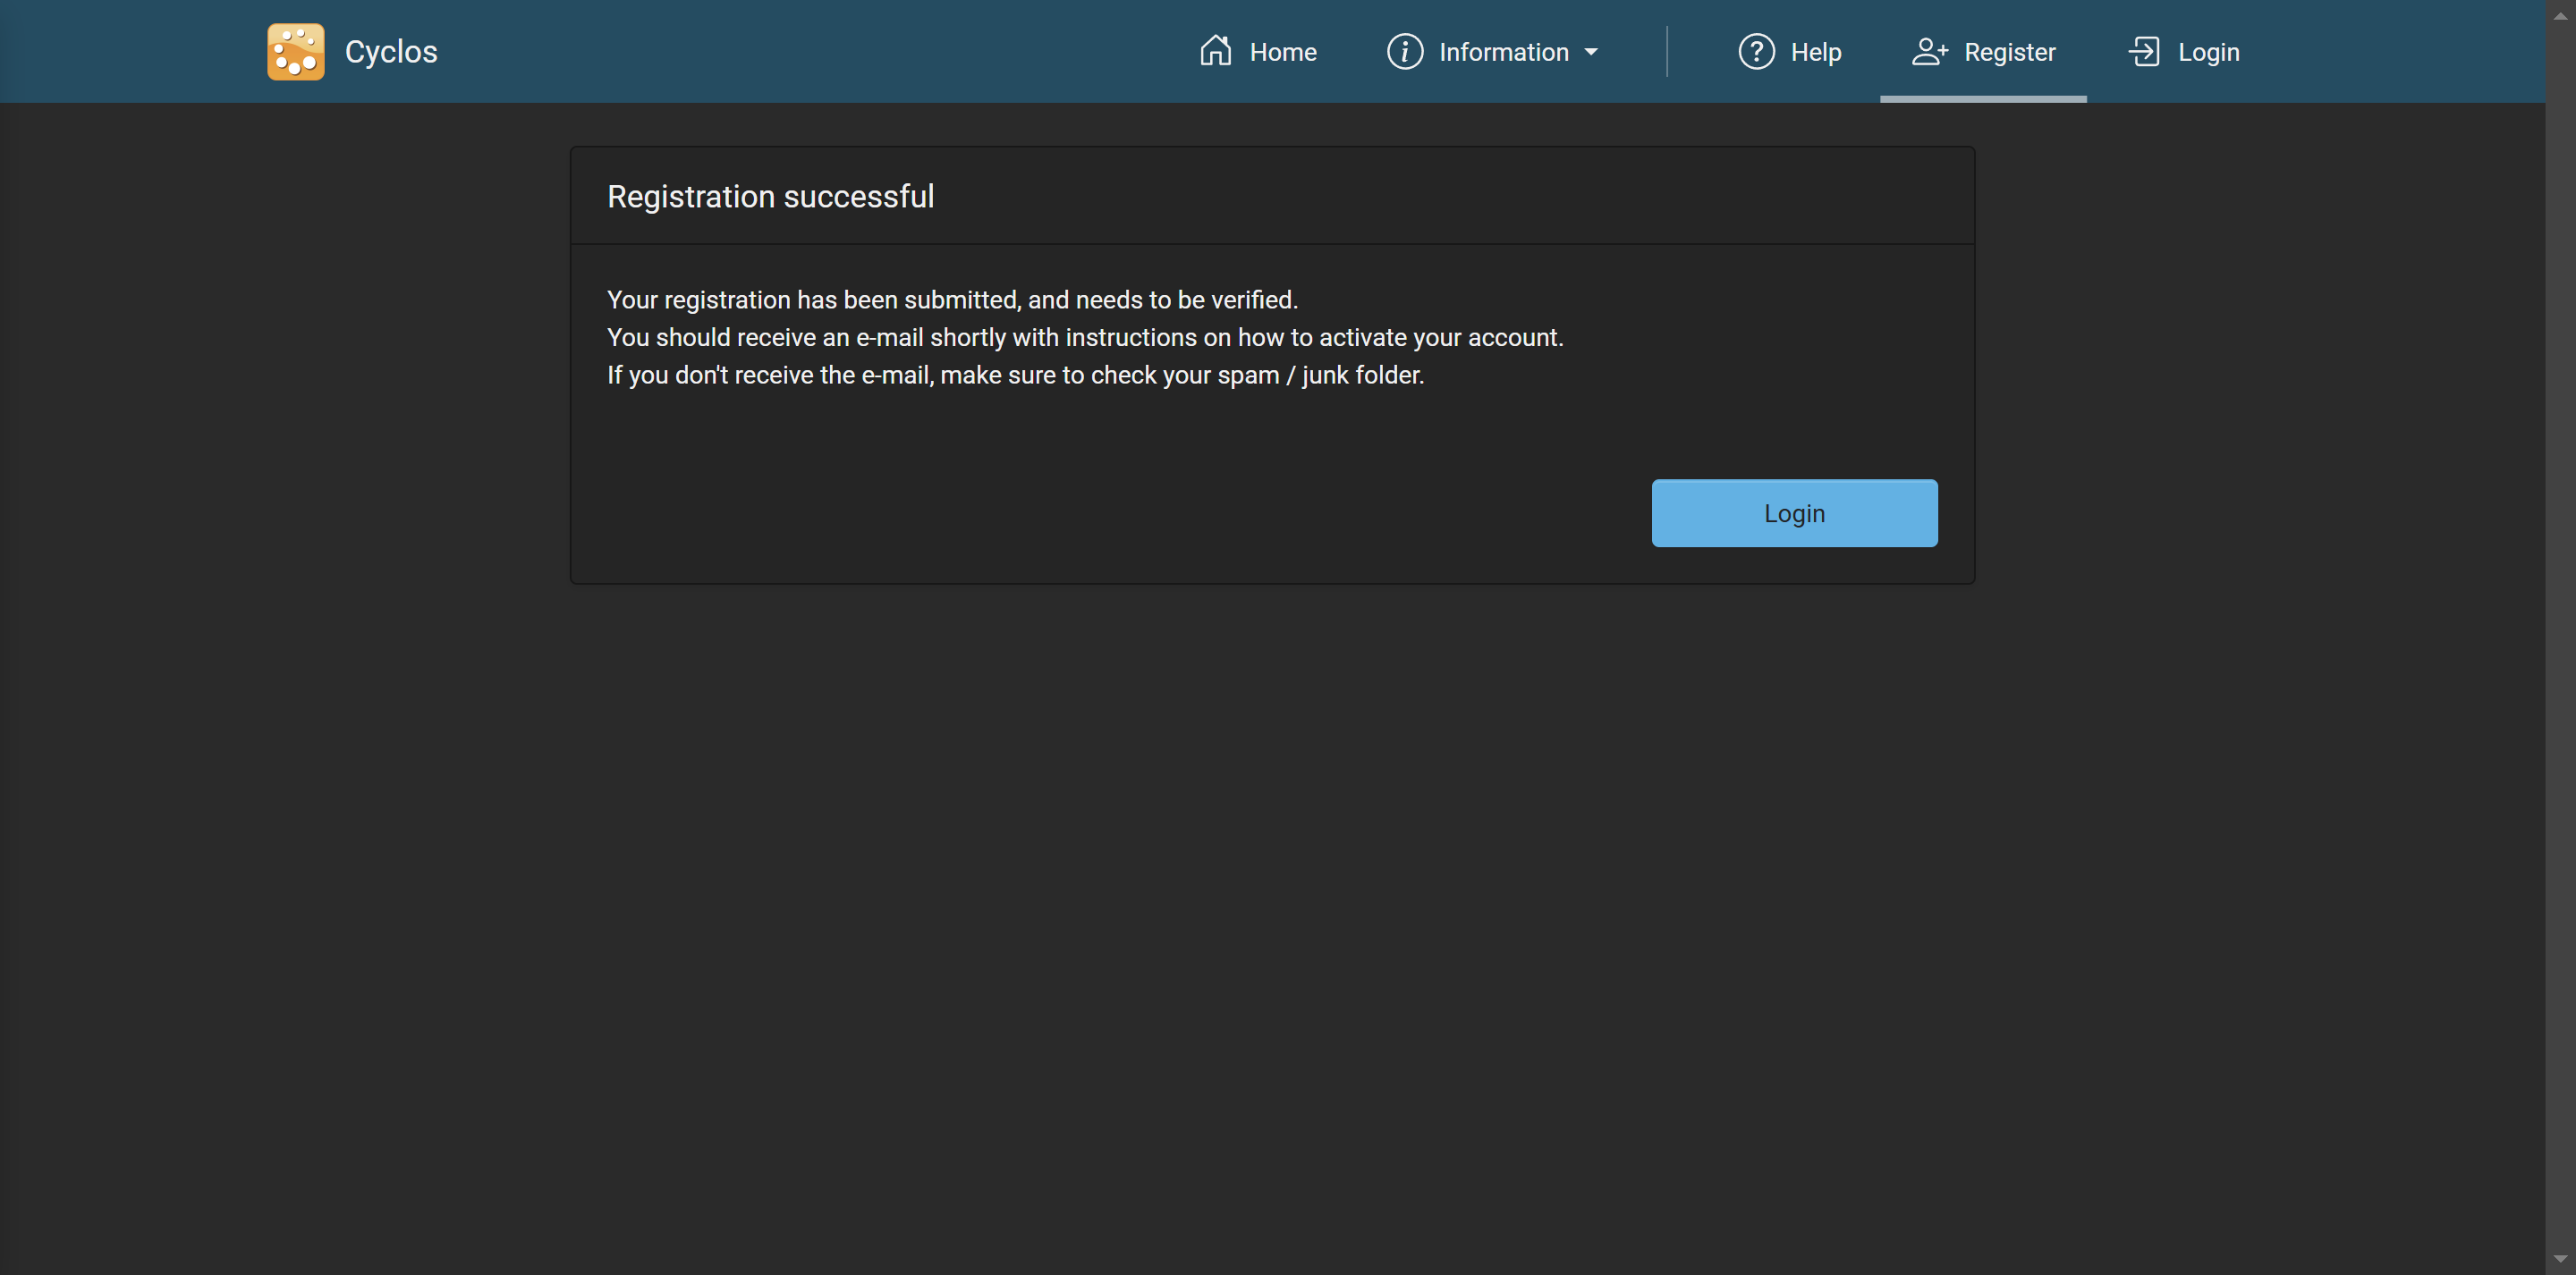 Cyclos
Home
Information
Help
Register
Login
Registration successful
Your registration has been submitted, and needs to be verified.
You should receive an e-mail shortly with instructions on how to activate your account.
If you don't receive the e-mail, make sure to check your spam / junk folder.
Login